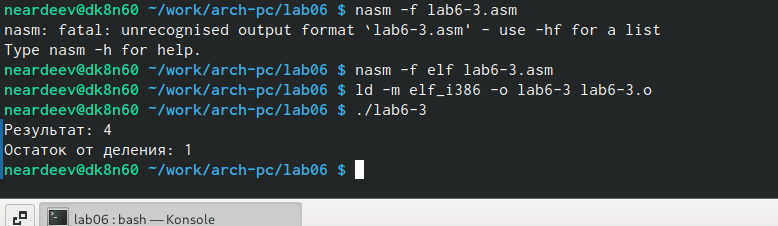 neardeev@dk8n60 ~/work/arch-pc/lab06 $ nasm -f lab6-3.asm
nasm: fatal: unrecognised output format `lab6-3.asm' - use -hf for a list
Type nasm -h for help.
neardeev@dk8n60 ~/work/arch-pc/lab06 $ nasm -f elf lab6-3.asm
neardeev@dk8n60 ~/work/arch-pc/lab06 $ ld -m elf_i386 -o lab6-3 lab6-3.o
neardeev@dk8n60 ~/work/arch-pc/lab06 $ ./lab6-3
Результат: 4
Остаток от деления: 1
neardeev@dk8n60 ~/work/arch-pc/lab06 $
lab06 : bash — Konsole